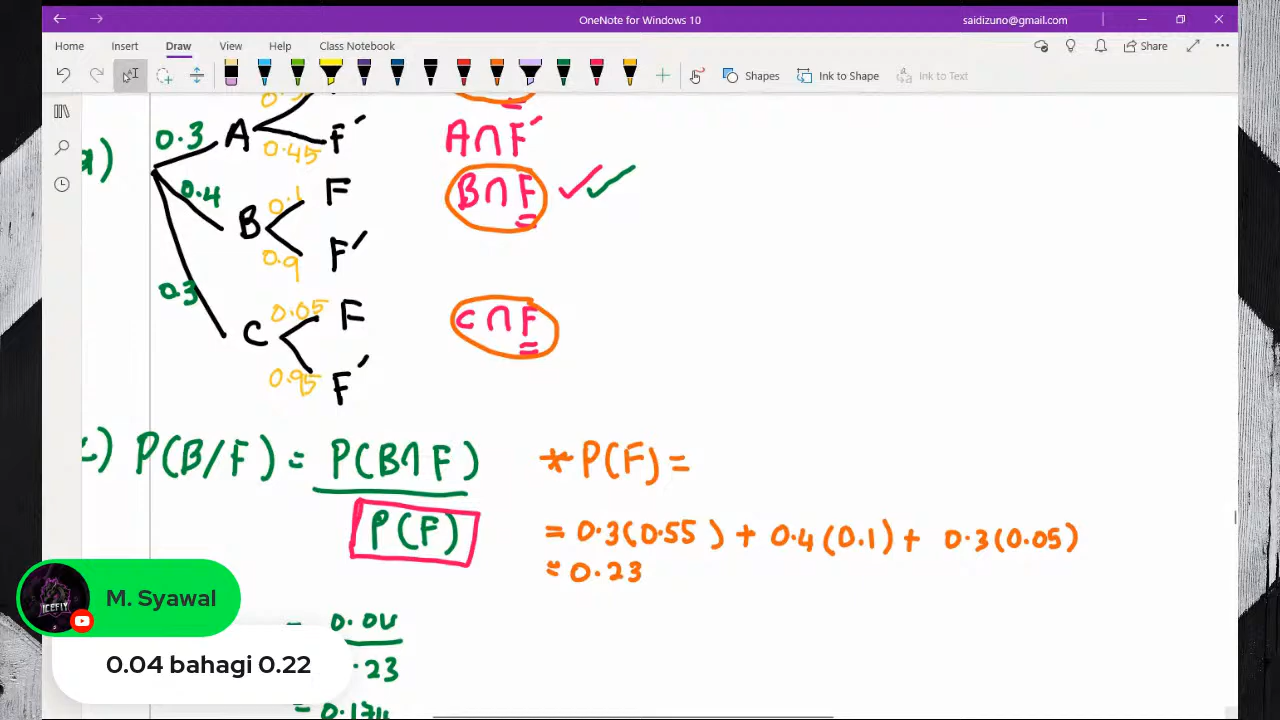 OneNote for Windows 10
saidizuno@gmail.com
Home Insert Draw View Help Class Notebook
Share
Shapes Ink to Shape Ink to Text
a)
0.3 A 0.45 F′
A∩F′
0.4 B 0.1 F
B∩F
0.9 F′
0.3 C 0.05 F
C∩F
0.95 F′
c) P(B/F) = P(B∩F)
P(F)
* P(F) =
= 0.3(0.55) + 0.4(0.1) + 0.3(0.05)
= 0.23
M. Syawal
0.04 bahagi 0.22
= 0.04
.23
= 0.174
ICEFIY